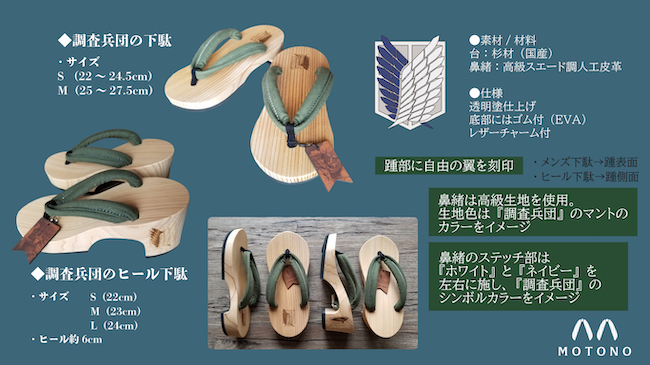 ◆調査兵団の下駄
・サイズ
S （22 〜 24.5cm）
M（25 〜 27.5cm）
●素材 / 材料
台：杉材（国産）
鼻緒：高級スエード調人工皮革
●仕様
透明塗仕上げ
底部にはゴム付（EVA）
レザーチャーム付
踵部に自由の翼を刻印
・メンズ下駄→踵表面
・ヒール下駄→踵側面
鼻緒は高級生地を使用。
生地色は『調査兵団』のマントの
カラーをイメージ
◆調査兵団のヒール下駄
・サイズ S（22cm）
M（23cm）
L（24cm）
・ヒール約 6cm
鼻緒のステッチ部は
『ホワイト』と『ネイビー』を
左右に施し、『調査兵団』の
シンボルカラーをイメージ
MOTONO